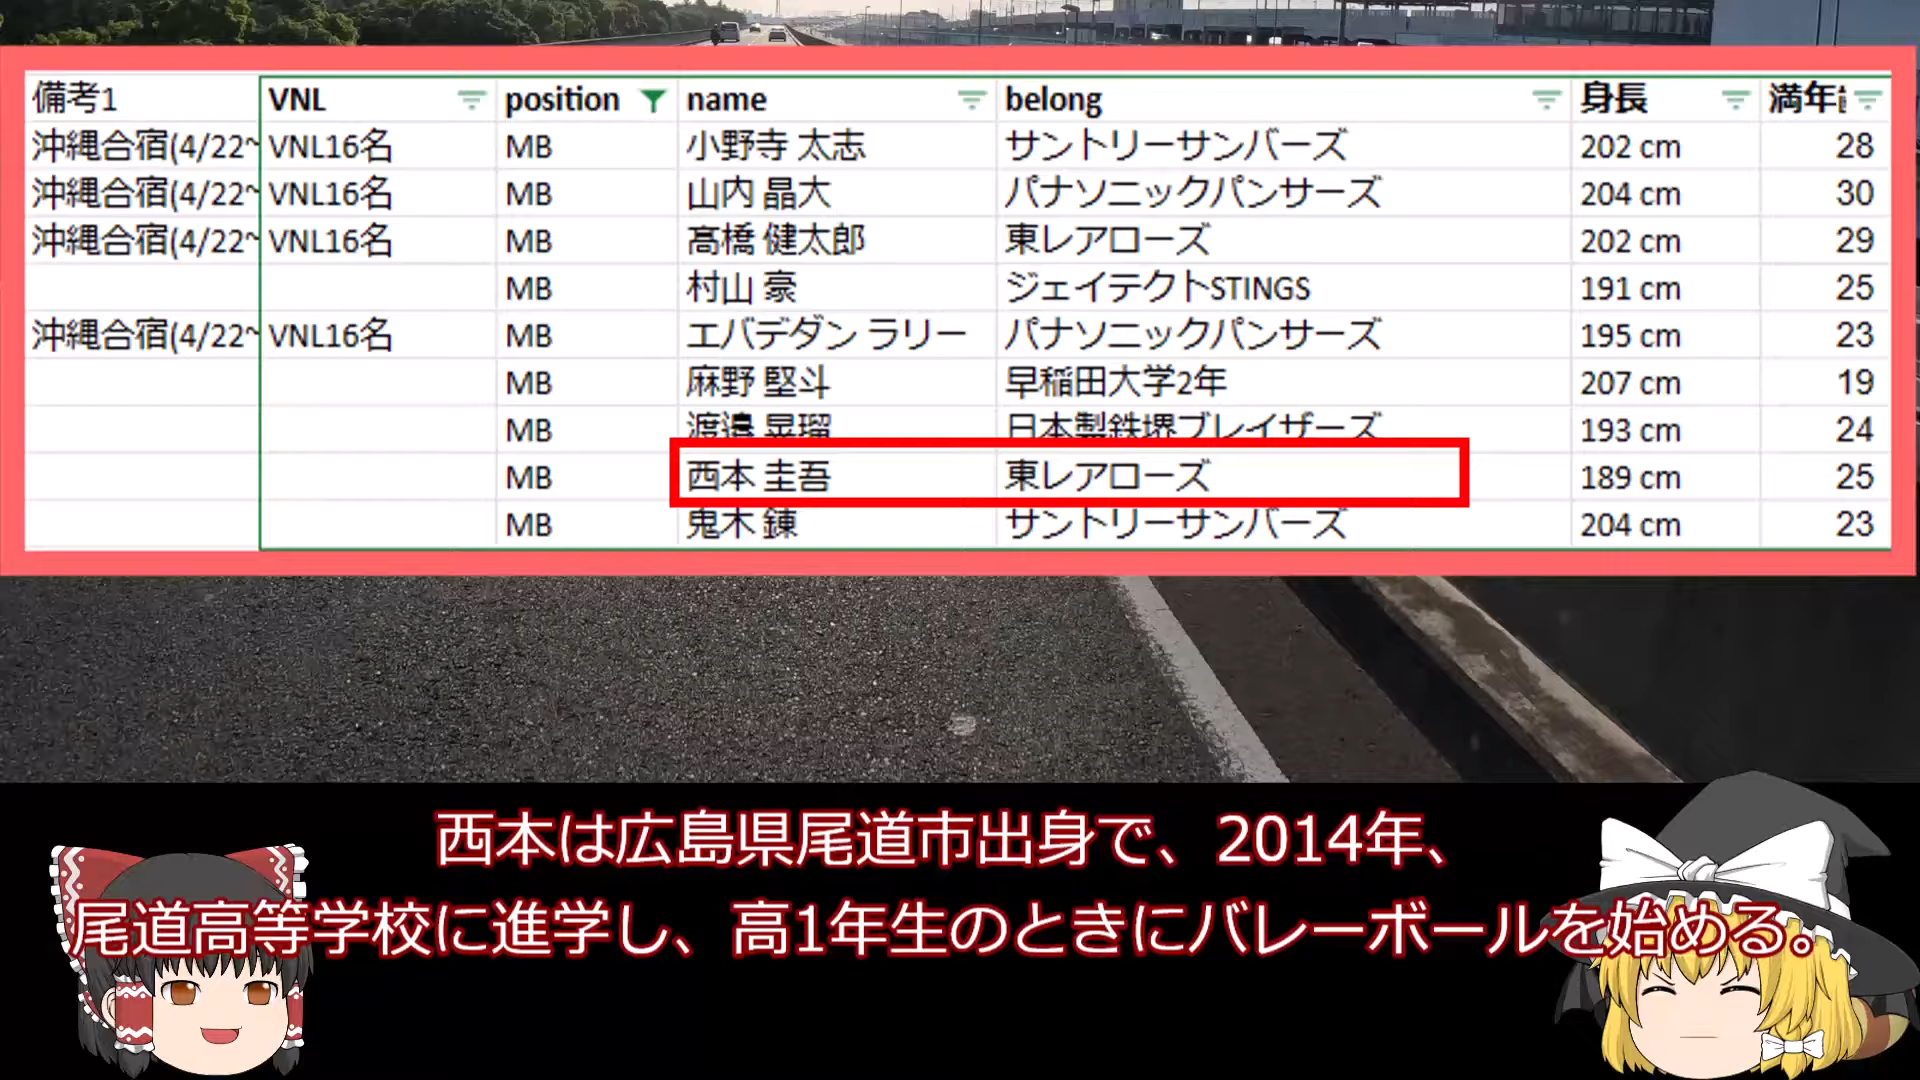 備考1 VNL position name belong 身長 満年
沖縄合宿(4/22~ VNL16名 MB 小野寺 太志 サントリーサンバーズ 202 cm 28
沖縄合宿(4/22~ VNL16名 MB 山内 晶大 パナソニックパンサーズ 204 cm 30
沖縄合宿(4/22~ VNL16名 MB 髙橋 健太郎 東レアローズ 202 cm 29
MB 村山 豪 ジェイテクトSTINGS 191 cm 25
沖縄合宿(4/22~ VNL16名 MB エバデダン ラリー パナソニックパンサーズ 195 cm 23
MB 麻野 堅斗 早稲田大学2年 207 cm 19
MB 渡邉 晃瑠 日本製鉄堺ブレイザーズ 193 cm 24
MB 西本 圭吾 東レアローズ 189 cm 25
MB 鬼木 錬 サントリーサンバーズ 204 cm 23
西本は広島県尾道市出身で、2014年、
尾道高等学校に進学し、高1年生のときにバレーボールを始める。